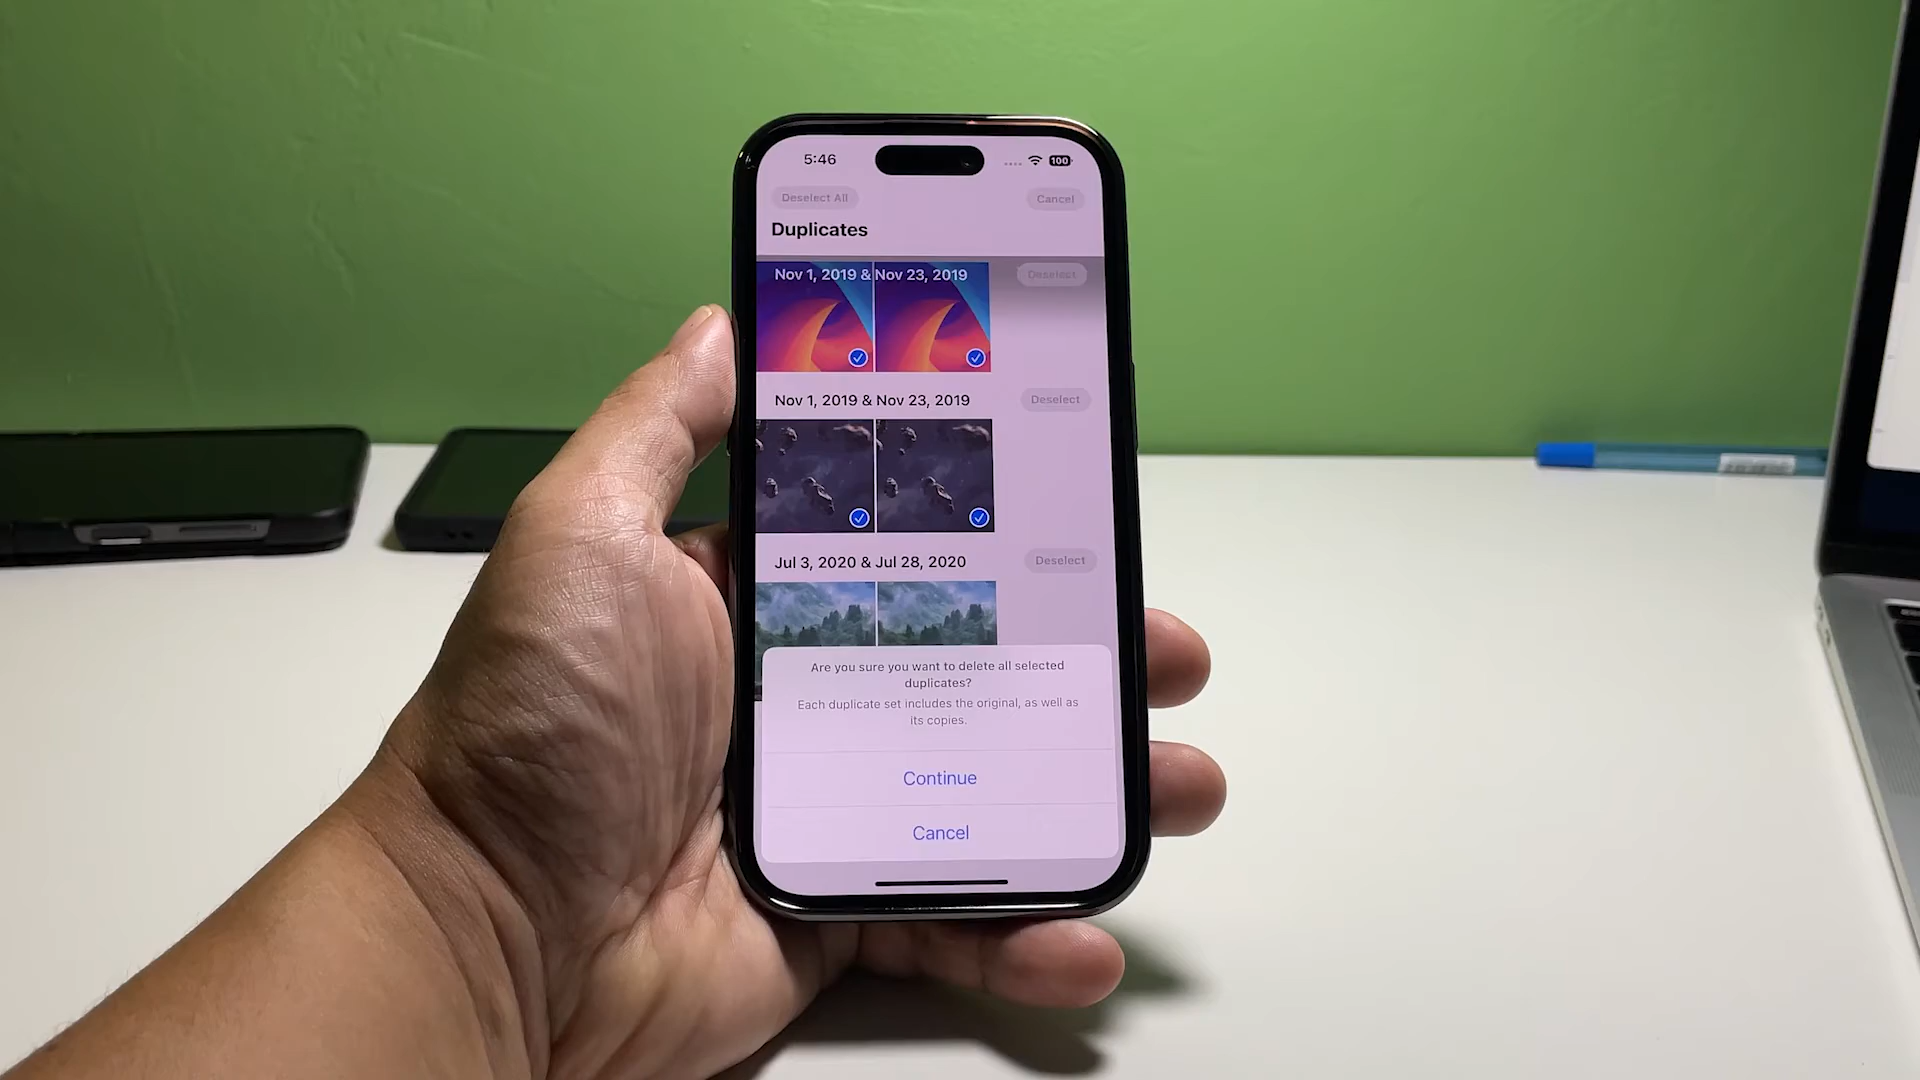 5:46
100
Deselect All
Cancel
Duplicates
Nov 1, 2019 & Nov 23, 2019
Deselect
Nov 1, 2019 & Nov 23, 2019
Deselect
Jul 3, 2020 & Jul 28, 2020
Deselect
Are you sure you want to delete all selected
duplicates?
Each duplicate set includes the original, as well as
its copies.
Continue
Cancel